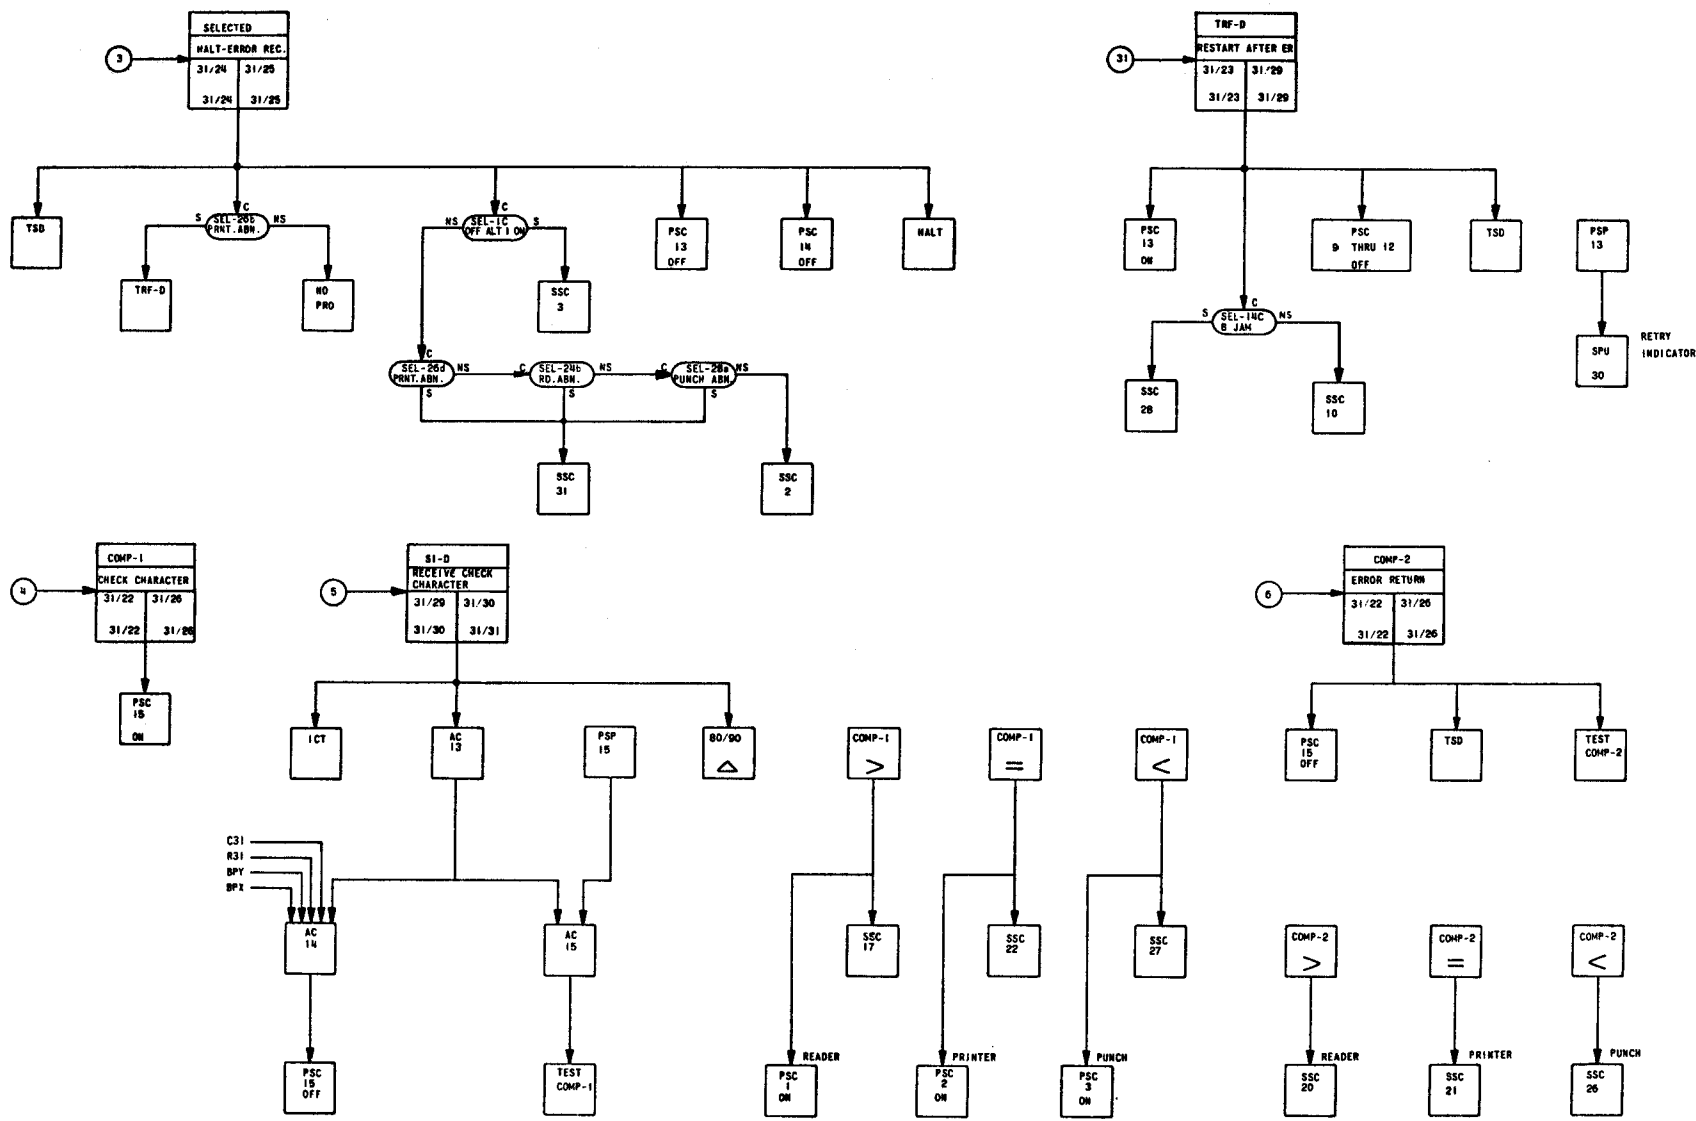 SELECTED
HALT-ERROR REC.
3
31/24 31/25
31/24 31/25
TRF-D
RESTART AFTER ER
31
31/23 31/29
31/23 31/29
TSD
S C NS
SEL-26b
PRNT.ABN.
TRF-D
NO
PRO
NS C S
SEL-1C
OFF ALT 1 ON
SSC
3
PSC
13
OFF
PSC
14
OFF
HALT
C
SEL-26d
PRNT.ABN.
NS
S
C
SEL-24b
RD.ABN.
NS
S
C
PUNCH ABN.
NS
S
SSC
31
SSC
2
PSC
13
ON
PSC
9 THRU 12
OFF
TSD
PSP
13
S C NS
SEL-14C
8 JAM
SSC
28
SSC
10
SPU
30
RETRY
INDICATOR
COMP-1
CHECK CHARACTER
4
31/22 31/26
31/22 31/26
PSC
15
ON
SI-D
RECEIVE CHECK
CHARACTER
5
31/29 31/30
31/30 31/31
ICT
AC
13
PSP
15
80/90
△
C31
R31
BPY
BPX
AC
14
AC
15
PSC
15
OFF
TEST
COMP-1
COMP-1
>
COMP-1
=
COMP-1
<
SSC
17
SSC
22
SSC
27
READER
PSC
1
ON
PRINTER
PSC
2
ON
PUNCH
PSC
3
ON
COMP-2
ERROR RETURN
6
31/22 31/26
31/22 31/26
PSC
15
OFF
TSD
TEST
COMP-2
COMP-2
>
COMP-2
=
COMP-2
<
READER
SSC
20
PRINTER
SSC
21
PUNCH
SSC
26